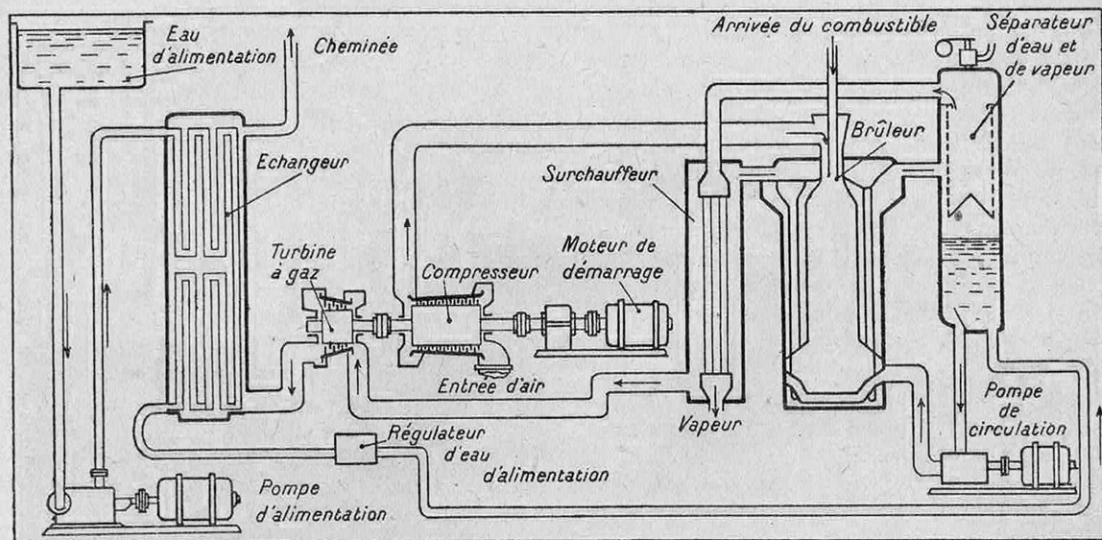 Eau
d'alimentation
Cheminée
Arrivée du combustible
Séparateur
d'eau et
de vapeur
Brûleur
Echangeur
Surchauffeur
Turbine
à gaz
Compresseur
Moteur de
démarrage
Entrée d'air
Vapeur
Pompe
de
circulation
Régulateur
d'eau
d'alimentation
Pompe
d'alimentation